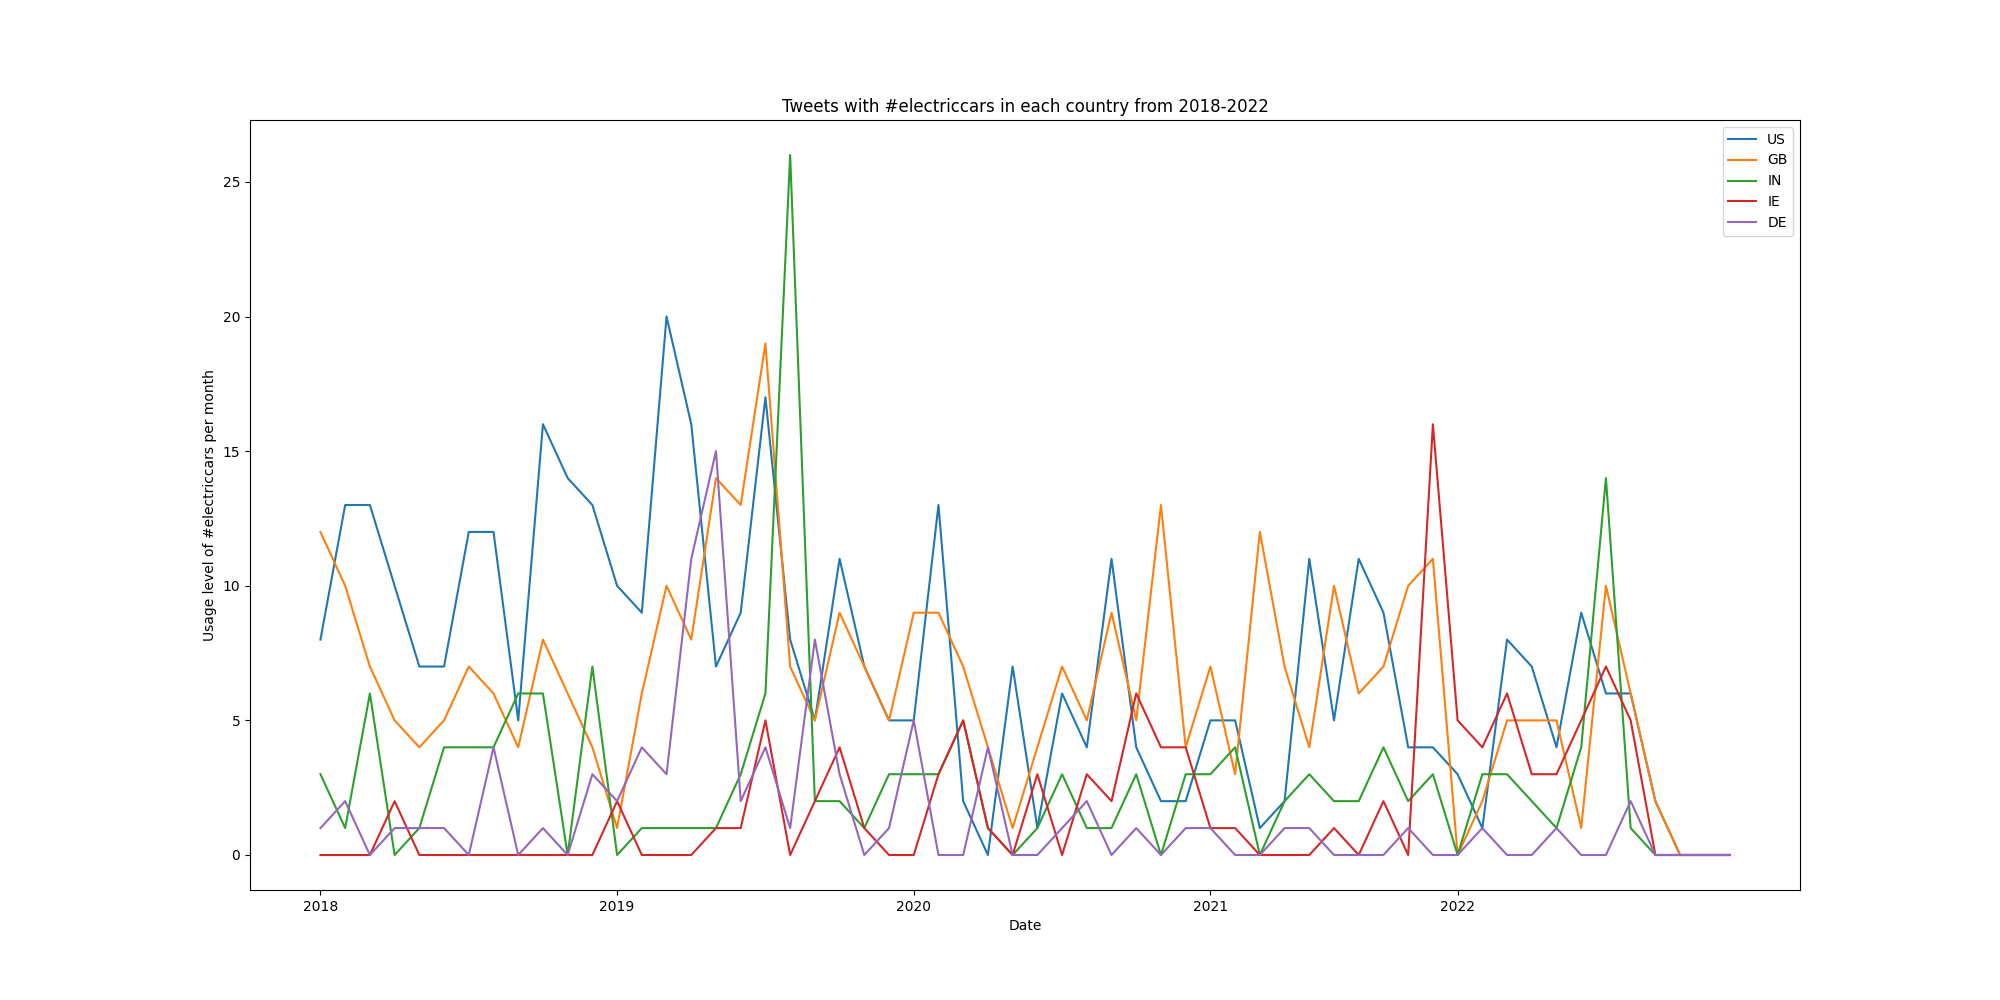 Tweets with #electriccars in each country from 2018-2022
US
GB
IN
IE
DE
Usage level of #electriccars per month
25
20
15
10
5
0
2018 2019 2020 2021 2022
Date